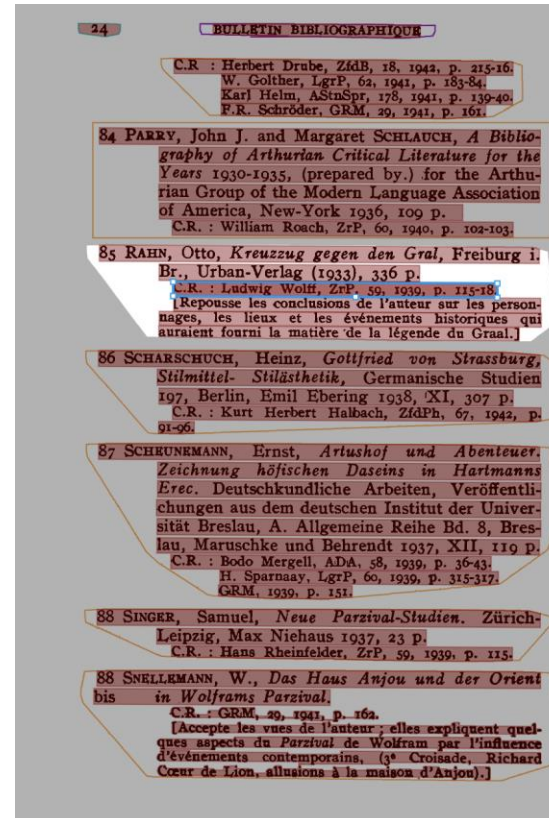 24 BULLETIN BIBLIOGRAPHIQUE
C.R : Herbert Drube, ZfdB, 18, 1942, p. 215-16.
W. Golther, LgrP, 62, 1941, p. 183-84.
Karl Helm, AStnSpr, 178, 1941, p. 139-40.
F.R. Schröder, GRM, 29, 1941, p. 161.
84 PARRY, John J. and Margaret SCHLAUCH, A Biblio-
graphy of Arthurian Critical Literature for the
Years 1930-1935, (prepared by.) for the Arthu-
rian Group of the Modern Language Association
of America, New-York 1936, 109 p.
C.R. : William Roach, ZrP, 60, 1940, p. 102-103.
85 RAHN, Otto, Kreuzzug gegen den Gral, Freiburg i.
Br., Urban-Verlag (1933), 336 p.
C.R. : Ludwig Wolff, ZrP, 59, 1939, p. 115-18.
[Repousse les conclusions de l'auteur sur les person-
nages, les lieux et les événements historiques qui
auraient fourni la matière de la légende du Graal.]
86 SCHARSCHUCH, Heinz, Gottfried von Strassburg,
Stilmittel- Stilästhetik, Germanische Studien
197, Berlin, Emil Ebering 1938, XI, 307 p.
C.R. : Kurt Herbert Halbach, ZfdPh, 67, 1942, p.
91-96.
87 SCHEUNEMANN, Ernst, Artushof und Abenteuer.
Zeichnung höfischen Daseins in Hartmanns
Erec. Deutschkundliche Arbeiten, Veröffentli-
chungen aus dem deutschen Institut der Univer-
sität Breslau, A. Allgemeine Reihe Bd. 8, Bres-
lau, Maruschke und Behrendt 1937, XII, 119 p.
C.R. : Bodo Mergell, ADA, 58, 1939, p. 36-43.
H. Sparnaay, LgrP, 60, 1939, p. 315-317.
GRM, 1939, p. 151.
88 SINGER, Samuel, Neue Parzival-Studien. Zürich-
Leipzig, Max Niehaus 1937, 23 p.
C.R. : Hans Rheinfelder, ZrP, 59, 1939, p. 115.
88 SNELLEMANN, W., Das Haus Anjou und der Orient
bis in Wolframs Parzival.
C.R. : GRM, 29, 1941, p. 162.
[Accepte les vues de l'auteur ; elles expliquent quel-
ques aspects du Parzival de Wolfram par l'influence
d'événements contemporains, (3e Croisade, Richard
Cœur de Lion, allusions à la maison d'Anjou).]